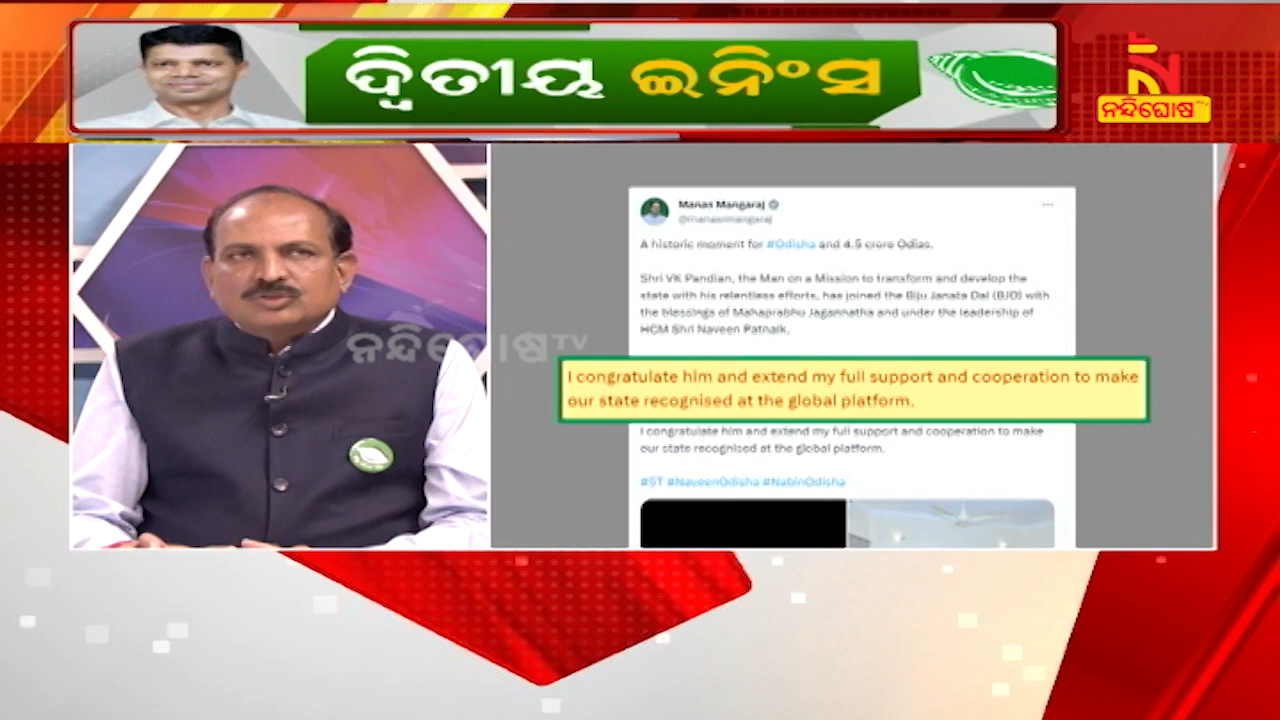 ଦ୍ୱିତୀୟ ଇନିଂସ
ନନ୍ଦିଘୋଷ TV
ନନ୍ଦିଘୋଷ TV
Manas Mangaraj
@manasmangaraj
A historic moment for #Odisha and 4.5 crore Odias.
Shri VK Pandian, the Man on a Mission to transform and develop the
state with his relentless efforts, has joined the Biju Janata Dal (BJD) with
the blessings of Mahaprabhu Jagannatha and under the leadership of
HCM Shri Naveen Patnaik.
I congratulate him and extend my full support and cooperation to make
our state recognised at the global platform.
I congratulate him and extend my full support and cooperation to make
our state recognised at the global platform.
#5T #NaveenOdisha #NabinOdisha